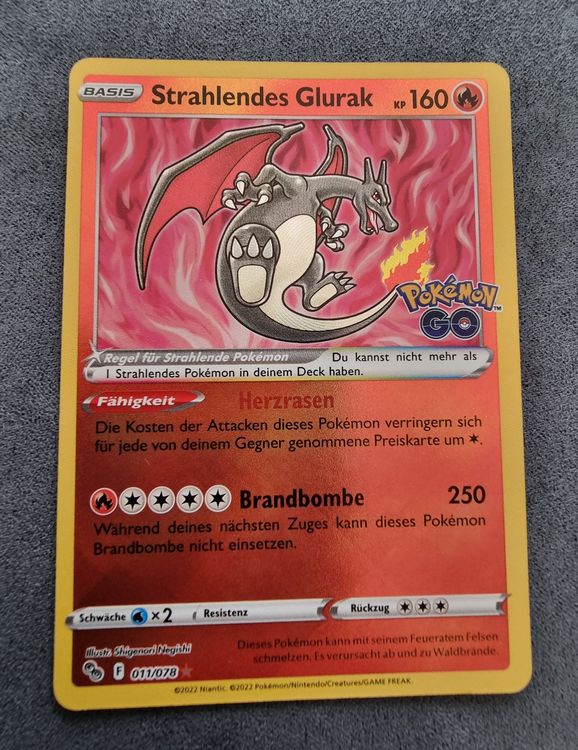 BASIS Strahlendes Glurak KP 160
Pokémon™
GO
Regel für Strahlende Pokémon Du kannst nicht mehr als
1 Strahlendes Pokémon in deinem Deck haben.
Fähigkeit Herzrasen
Die Kosten der Attacken dieses Pokémon verringern sich
für jede von deinem Gegner genommene Preiskarte um .
Brandbombe 250
Während deines nächsten Zuges kann dieses Pokémon
Brandbombe nicht einsetzen.
Schwäche ×2 Resistenz Rückzug
Illustr. Shigenori Negishi
Dieses Pokémon kann mit seinem Feueratem Felsen
schmelzen. Es verursacht ab und zu Waldbrände.
F 011/078
©2022 Niantic. ©2022 Pokémon/Nintendo/Creatures/GAME FREAK.